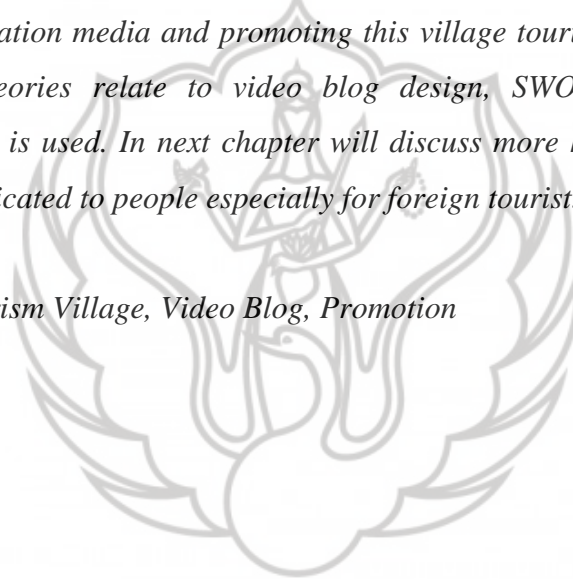 ation media and promoting this village touri
eories relate to video blog design, SWO
is used. In next chapter will discuss more
icated to people especially for foreign tourist
ism Village, Video Blog, Promotion